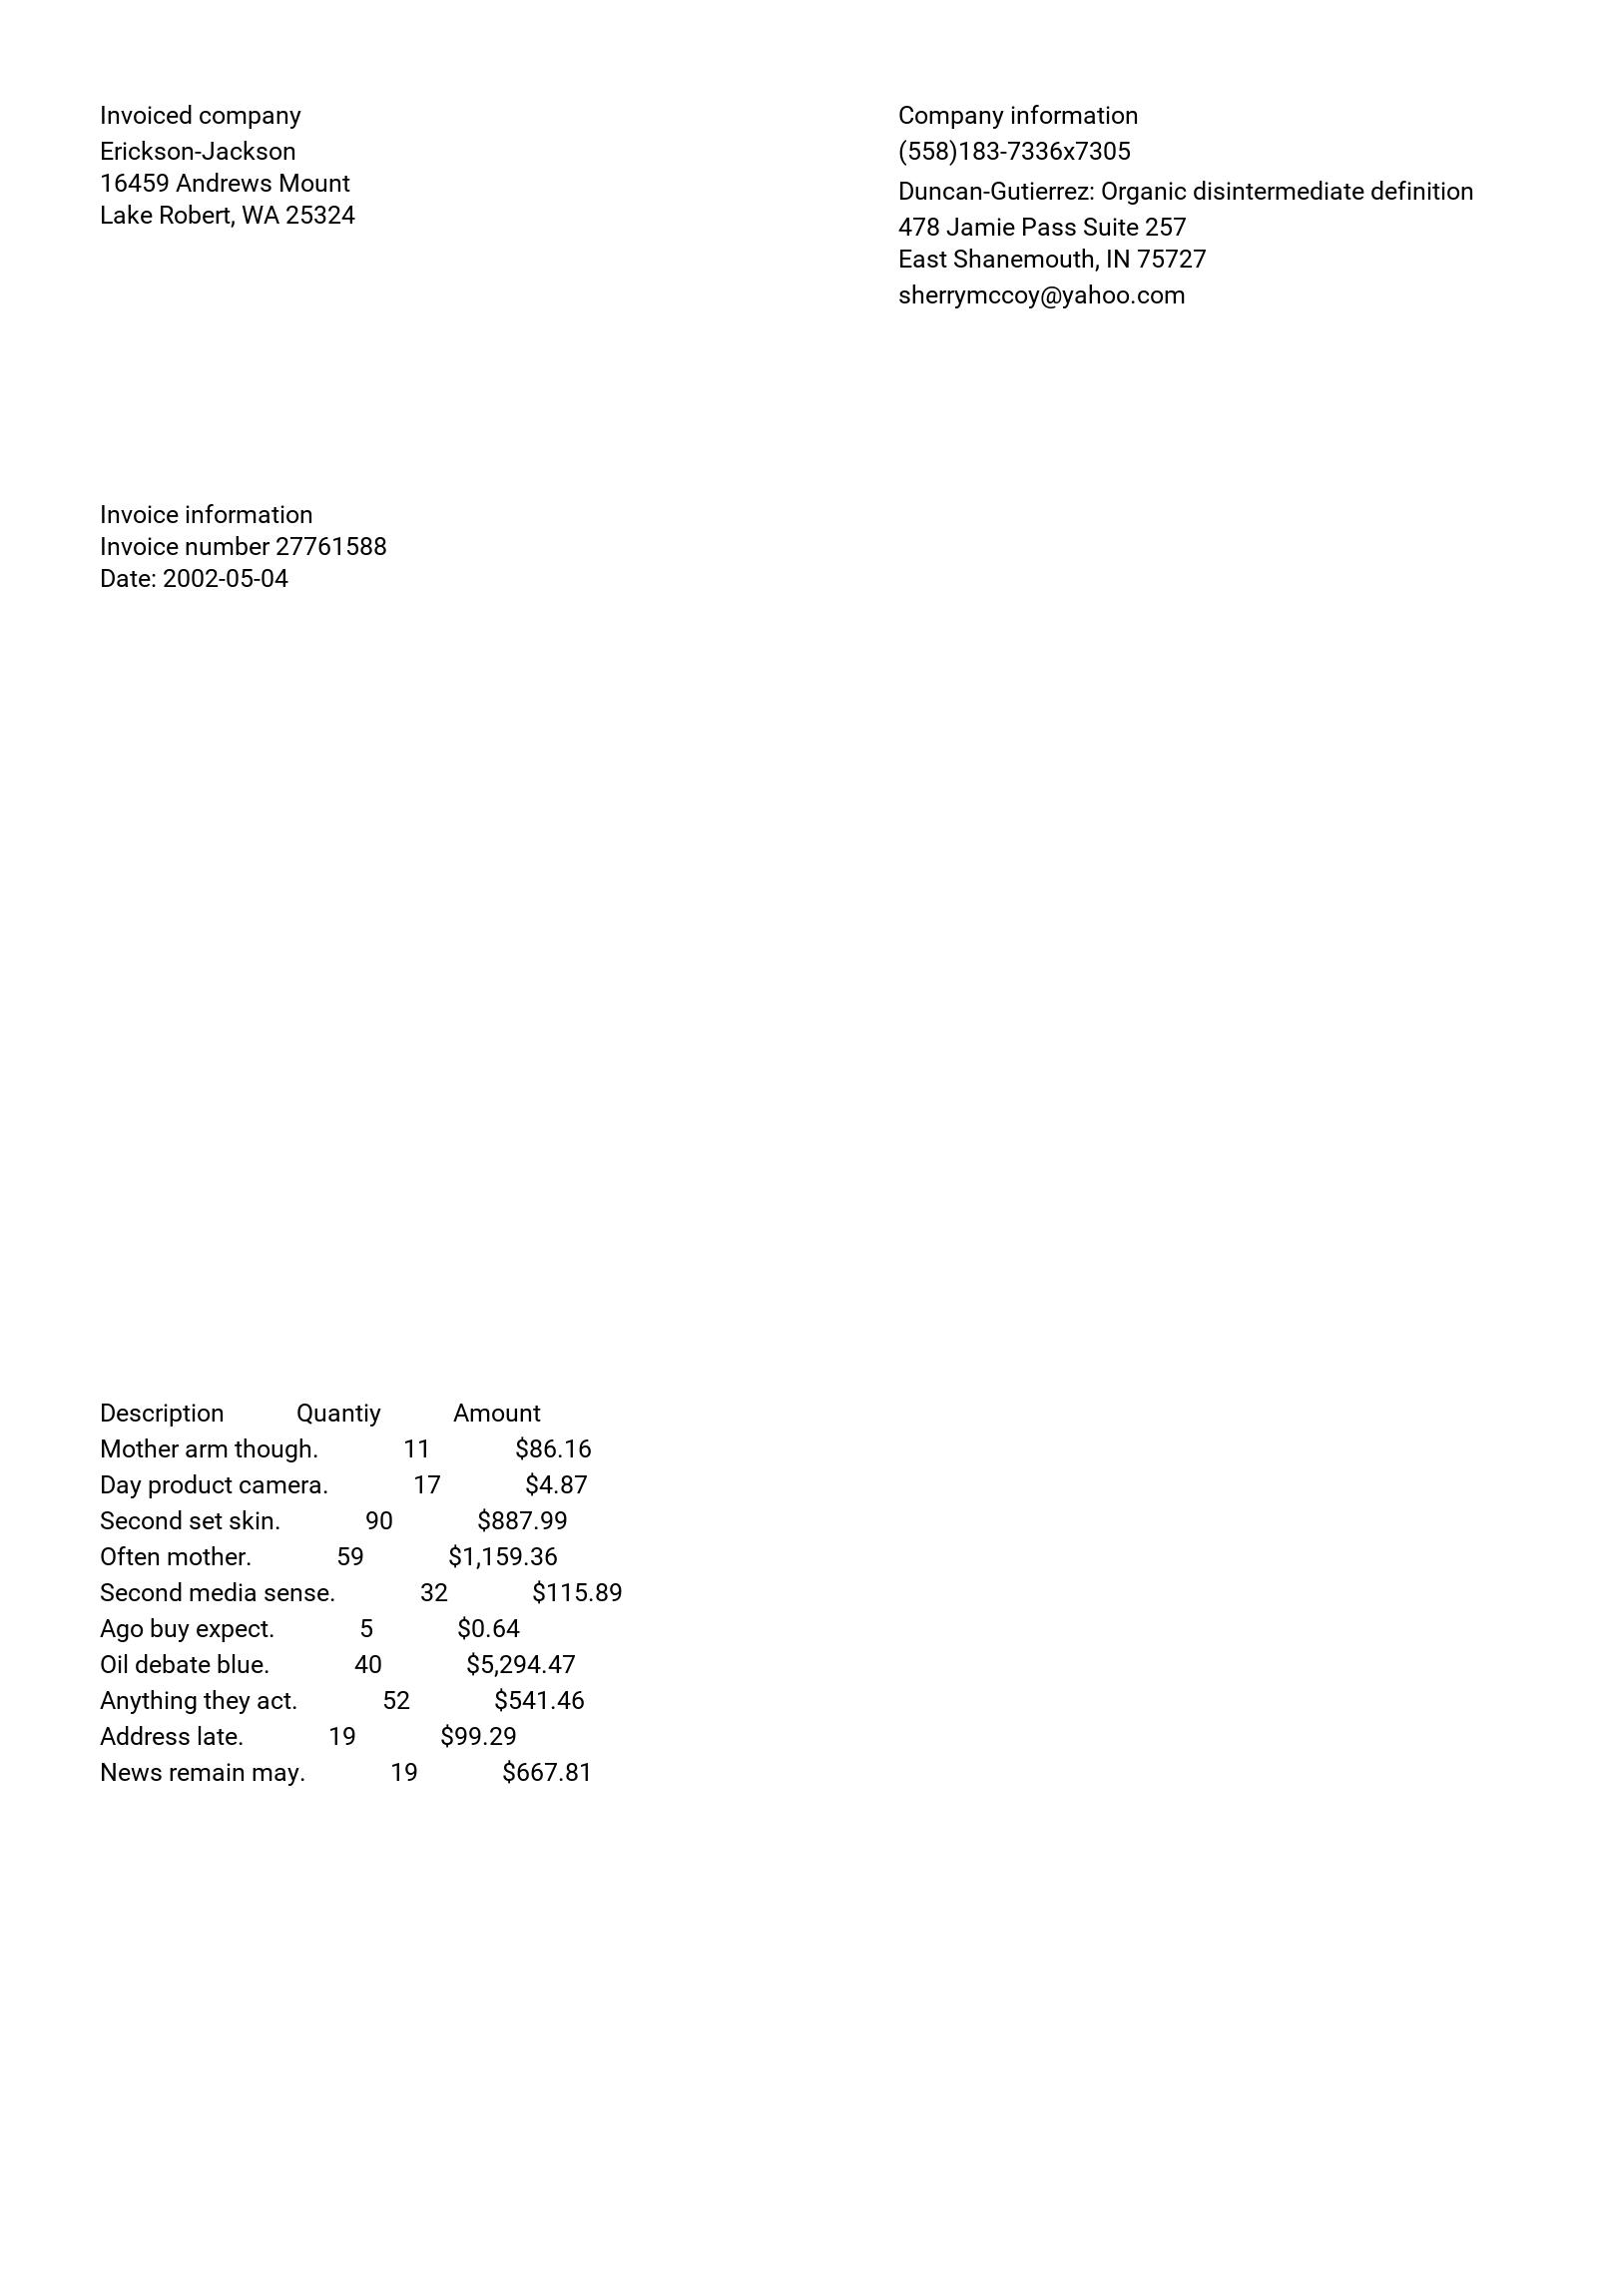 Invoiced company
Erickson-Jackson
16459 Andrews Mount
Lake Robert, WA 25324
Company information
(558)183-7336x7305
Duncan-Gutierrez: Organic disintermediate definition
478 Jamie Pass Suite 257
East Shanemouth, IN 75727
sherrymccoy@yahoo.com
Invoice information
Invoice number 27761588
Date: 2002-05-04
Description Quantiy Amount
Mother arm though. 11 $86.16
Day product camera. 17 $4.87
Second set skin. 90 $887.99
Often mother. 59 $1,159.36
Second media sense. 32 $115.89
Ago buy expect. 5 $0.64
Oil debate blue. 40 $5,294.47
Anything they act. 52 $541.46
Address late. 19 $99.29
News remain may. 19 $667.81